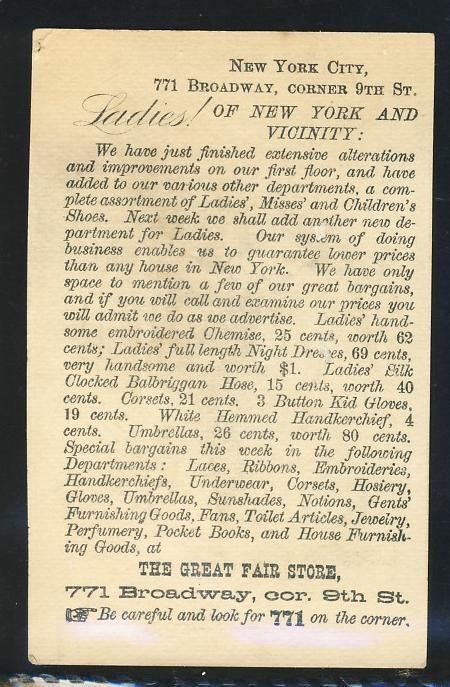 NEW YORK CITY,
771 BROADWAY, CORNER 9TH ST.
Ladies! OF NEW YORK AND
VICINITY:
We have just finished extensive alterations
and improvements on our first floor, and have
added to our various other departments, a com-
plete assortment of Ladies', Misses' and Children's
Shoes. Next week we shall add another new de-
partment for Ladies. Our system of doing
business enables us to guarantee lower prices
than any house in New York. We have only
space to mention a few of our great bargains,
and if you will call and examine our prices you
will admit we do as we advertise. Ladies' hand-
some embroidered Chemise, 25 cents, worth 62
cents; Ladies' full length Night Dresses, 69 cents,
very handsome and worth $1. Ladies' Silk
Clocked Balbriggan Hose, 15 cents, worth 40
cents. Corsets, 21 cents. 3 Button Kid Gloves,
19 cents. White Hemmed Handkerchief, 4
cents. Umbrellas, 26 cents, worth 80 cents.
Special bargains this week in the following
Departments: Laces, Ribbons, Embroideries,
Handkerchiefs, Underwear, Corsets, Hosiery,
Gloves, Umbrellas, Sunshades, Notions, Gents'
Furnishing Goods, Fans, Toilet Articles, Jewelry,
Perfumery, Pocket Books, and House Furnish-
ing Goods, at
THE GREAT FAIR STORE,
771 Broadway, cor. 9th St.
☞ Be careful and look for 771 on the corner.